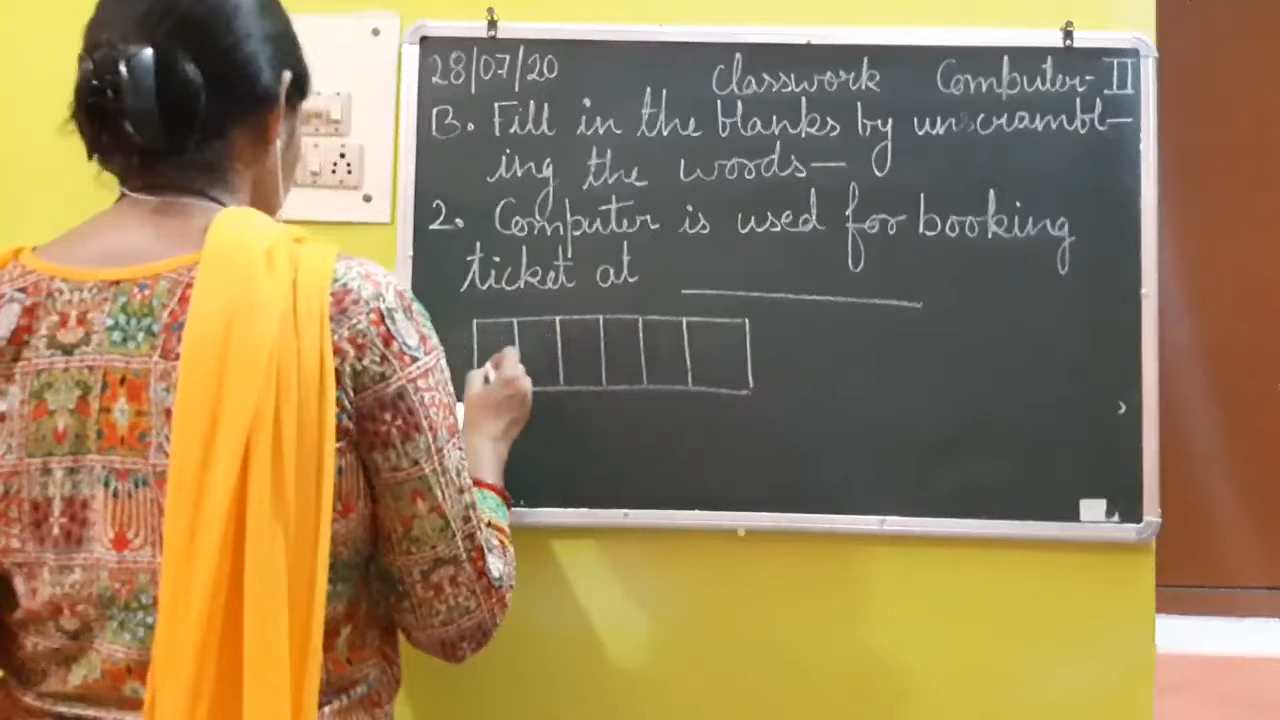 28/07/20 Classwork Computer-II
B. Fill in the blanks by unscrambl-
ing the words-
2. Computer is used for booking
ticket at ____________